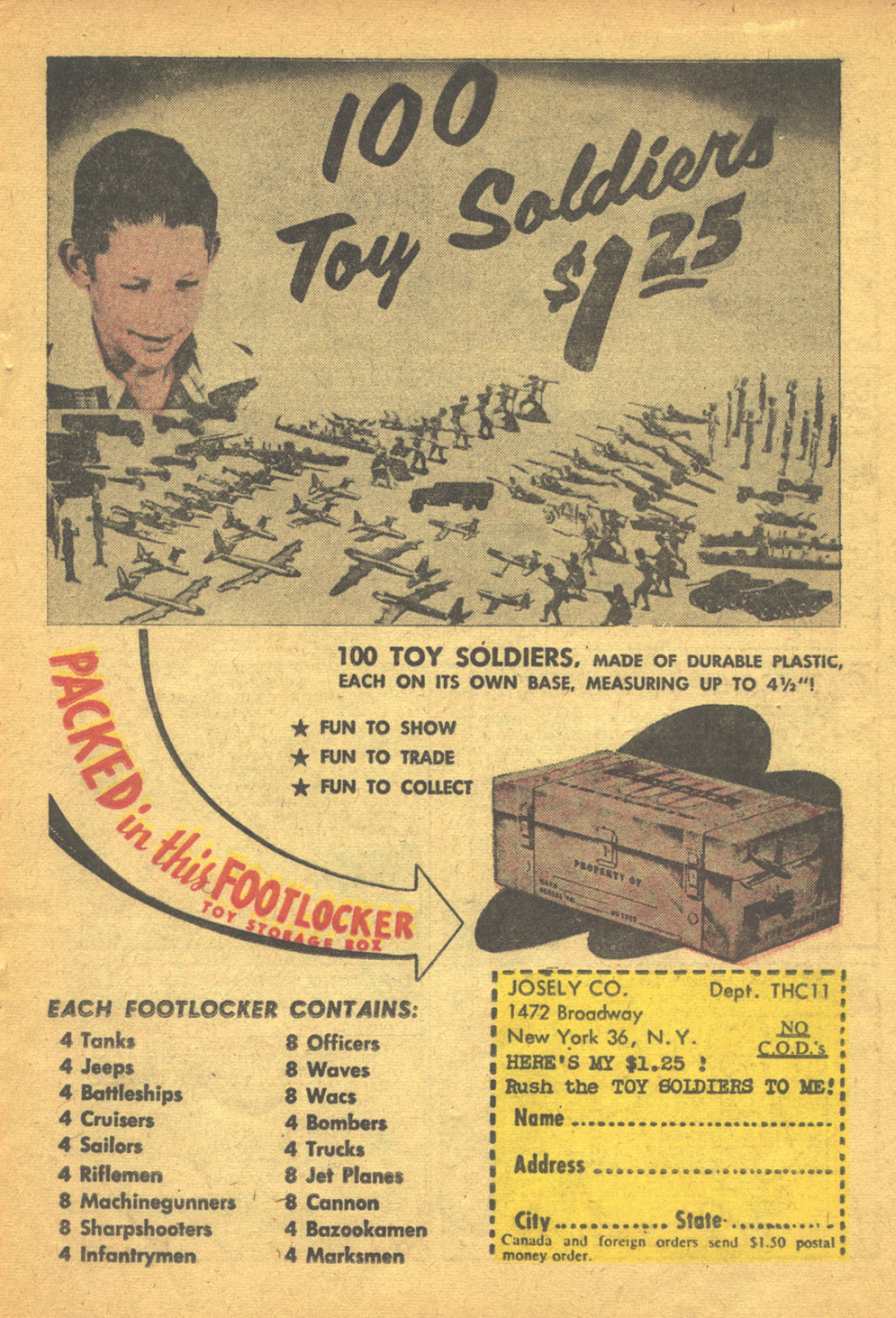 100
Toy Soldiers
$1.25
100 TOY SOLDIERS, MADE OF DURABLE PLASTIC,
EACH ON ITS OWN BASE, MEASURING UP TO 4½"!
★ FUN TO SHOW
★ FUN TO TRADE
★ FUN TO COLLECT
PACKED in this FOOTLOCKER
TOY STORAGE BOX
PROPERTY OF
EACH FOOTLOCKER CONTAINS:
4 Tanks
4 Jeeps
4 Battleships
4 Cruisers
4 Sailors
4 Riflemen
8 Machinegunners
8 Sharpshooters
4 Infantrymen
8 Officers
8 Waves
8 Wacs
4 Bombers
4 Trucks
8 Jet Planes
8 Cannon
4 Bazookamen
4 Marksmen
JOSELY CO. Dept. THC11
1472 Broadway
New York 36, N.Y.
NO
C.O.D.'s
HERE'S MY $1.25 !
Rush the TOY SOLDIERS TO ME!
Name
Address
City State
Canada and foreign orders send $1.50 postal
money order.